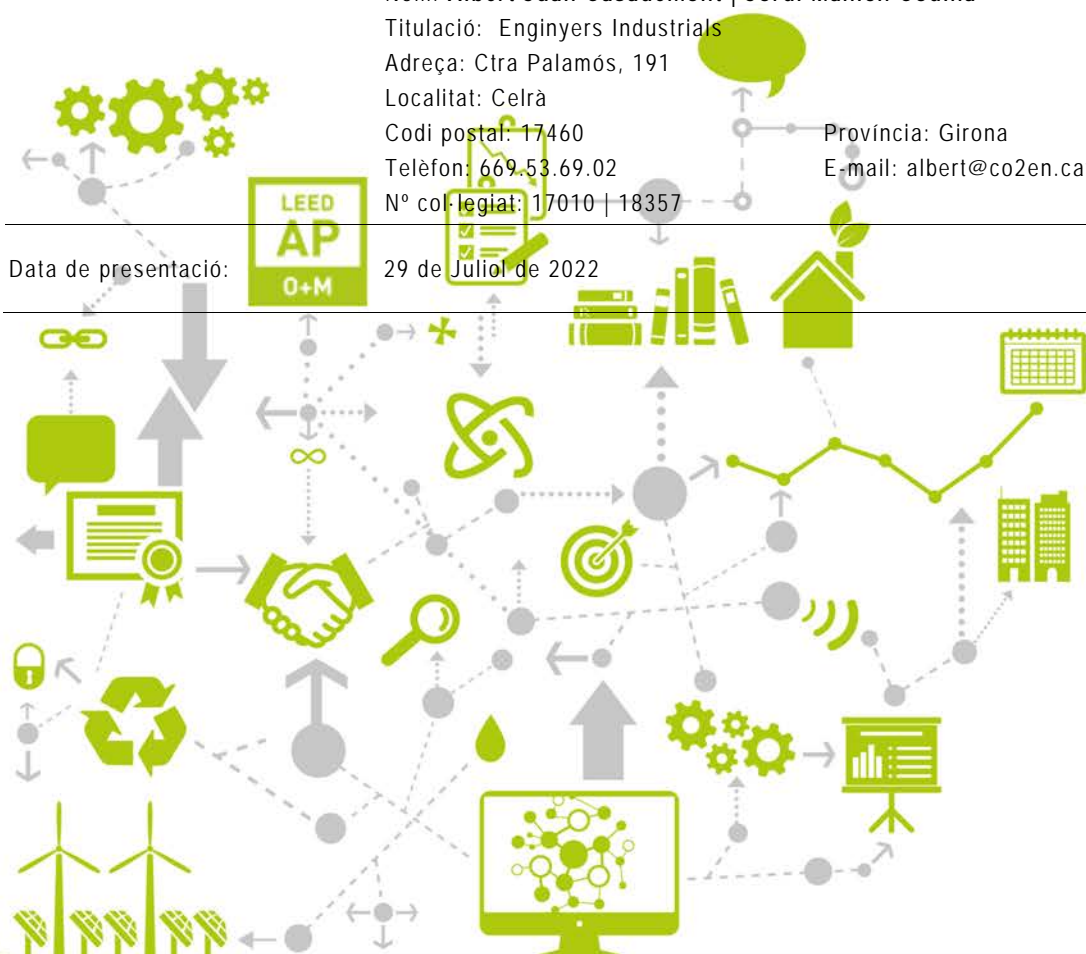 Titulació: Enginyers Industrials
Adreça: Ctra Palamós, 191
Localitat: Celrà
Codi postal: 17460
Província: Girona
Telèfon: 669.53.69.02
E-mail: albert@co2en.ca
Nº col·legiat: 17010 | 18357
LEED
AP
O+M
Data de presentació: 29 de Juliol de 2022